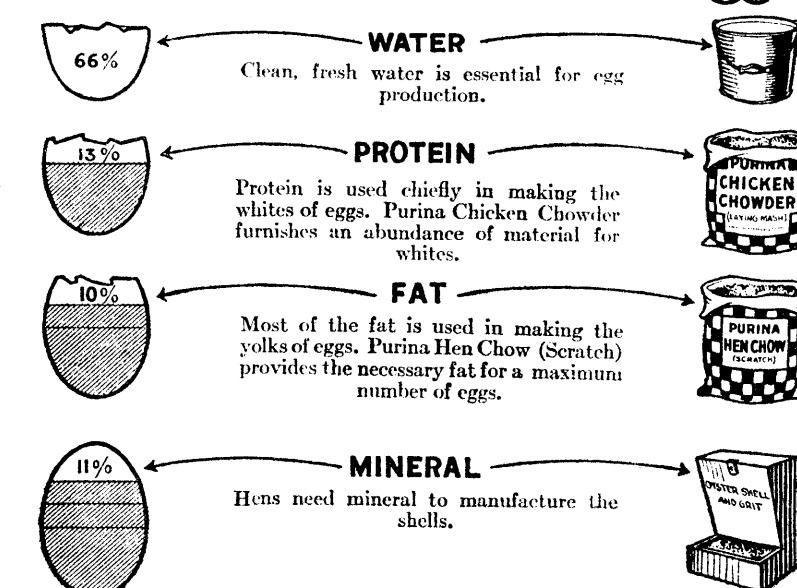 66%
WATER
Clean, fresh water is essential for egg
production.
13%
PROTEIN
Protein is used chiefly in making the
whites of eggs. Purina Chicken Chowder
furnishes an abundance of material for
whites.
PURINA
CHICKEN
CHOWDER
(LAYING MASH)
10%
FAT
Most of the fat is used in making the
yolks of eggs. Purina Hen Chow (Scratch)
provides the necessary fat for a maximum
number of eggs.
PURINA
HEN CHOW
(SCRATCH)
11%
MINERAL
Hens need mineral to manufacture the
shells.
OYSTER SHELL
AND GRIT